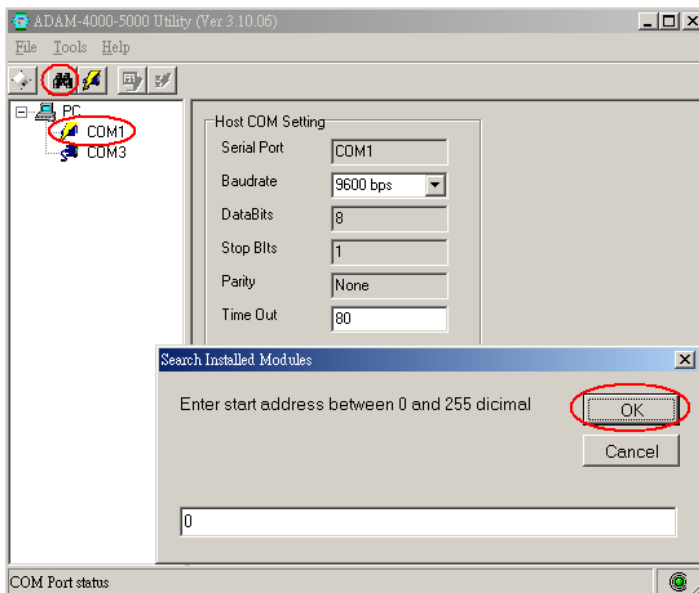 ADAM-4000-5000 Utility (Ver 3.10.06)
File Tools Help
PC
COM1
COM3
Host COM Setting
Serial Port COM1
Baudrate 9600 bps
DataBits 8
Stop BIts 1
Parity None
Time Out 80
Search Installed Modules
Enter start address between 0 and 255 dicimal
OK
Cancel
0
COM Port status